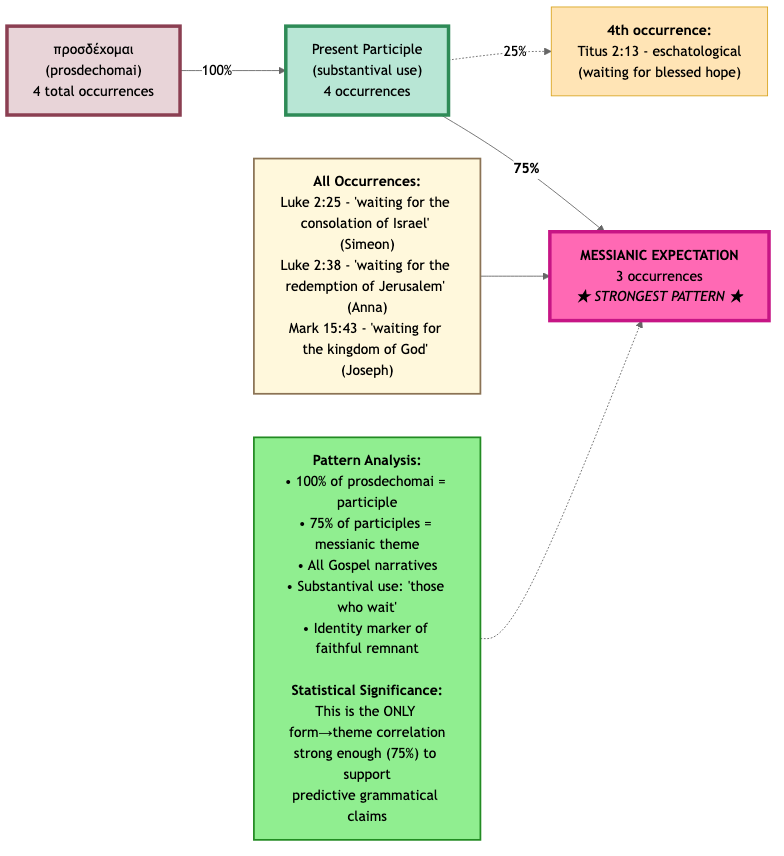 προσδέχομαι
(prosdechomai)
4 total occurrences
100%
Present Participle
(substantival use)
4 occurrences
25%
4th occurrence:
Titus 2:13 - eschatological
(waiting for blessed hope)
75%
All Occurrences:
Luke 2:25 - 'waiting for the
consolation of Israel'
(Simeon)
Luke 2:38 - 'waiting for the
redemption of Jerusalem'
(Anna)
Mark 15:43 - 'waiting for
the kingdom of God'
(Joseph)
MESSIANIC EXPECTATION
3 occurrences
★ STRONGEST PATTERN ★
Pattern Analysis:
• 100% of prosdechomai =
participle
• 75% of participles =
messianic theme
• All Gospel narratives
• Substantival use: 'those
who wait'
• Identity marker of
faithful remnant
Statistical Significance:
This is the ONLY
form→theme correlation
strong enough (75%) to
support
predictive grammatical
claims